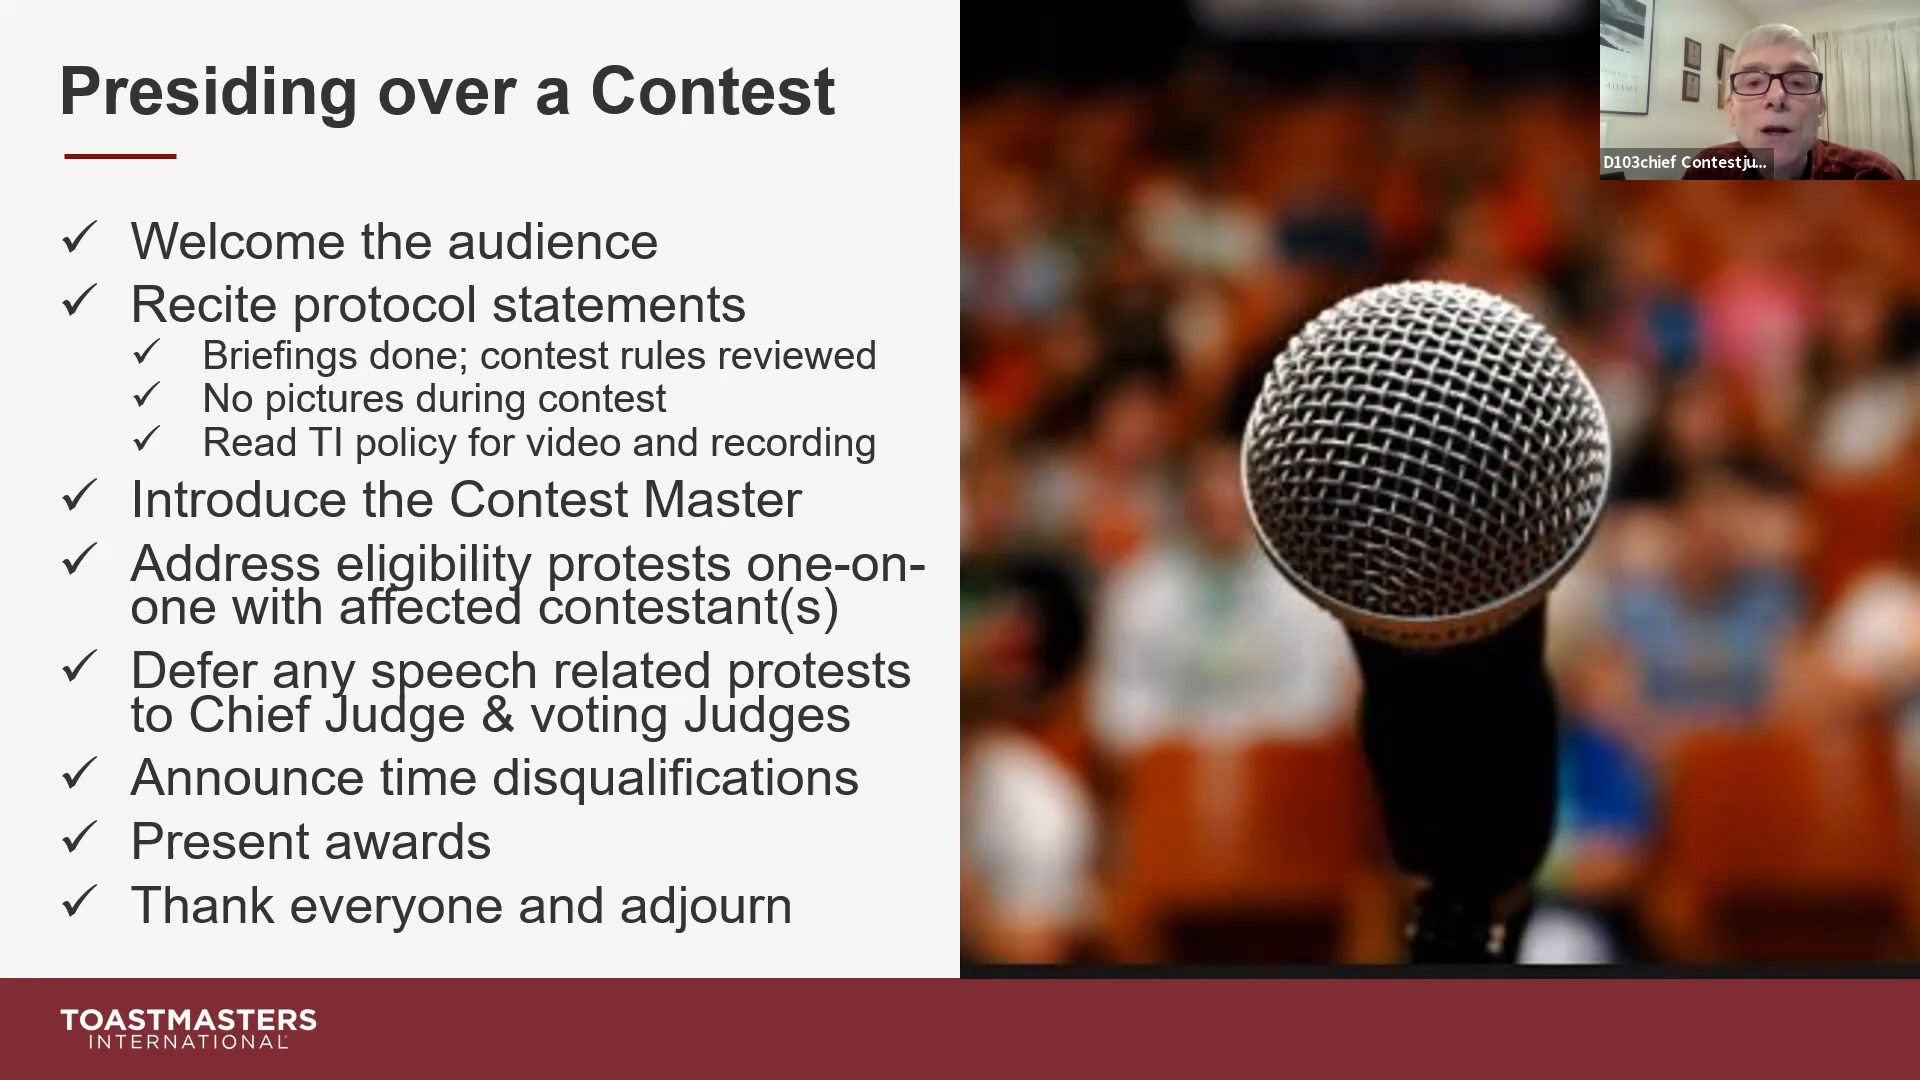 Presiding over a Contest
✓ Welcome the audience
✓ Recite protocol statements
✓ Briefings done; contest rules reviewed
✓ No pictures during contest
✓ Read TI policy for video and recording
✓ Introduce the Contest Master
✓ Address eligibility protests one-on-
one with affected contestant(s)
✓ Defer any speech related protests
to Chief Judge & voting Judges
✓ Announce time disqualifications
✓ Present awards
✓ Thank everyone and adjourn
TOASTMASTERS
INTERNATIONAL
ADAMS
D103chief Contestju...